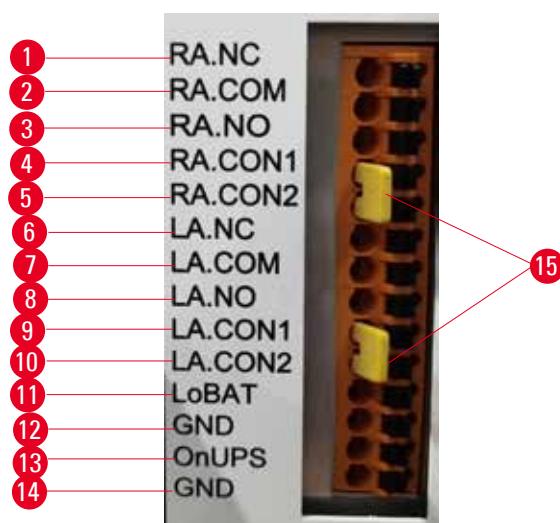 1 RA.NC
2 RA.COM
3 RA.NO
4 RA.CON1
5 RA.CON2
6 LA.NC
7 LA.COM
8 LA.NO
9 LA.CON1
10 LA.CON2
11 LoBAT
12 GND
13 OnUPS
14 GND
15